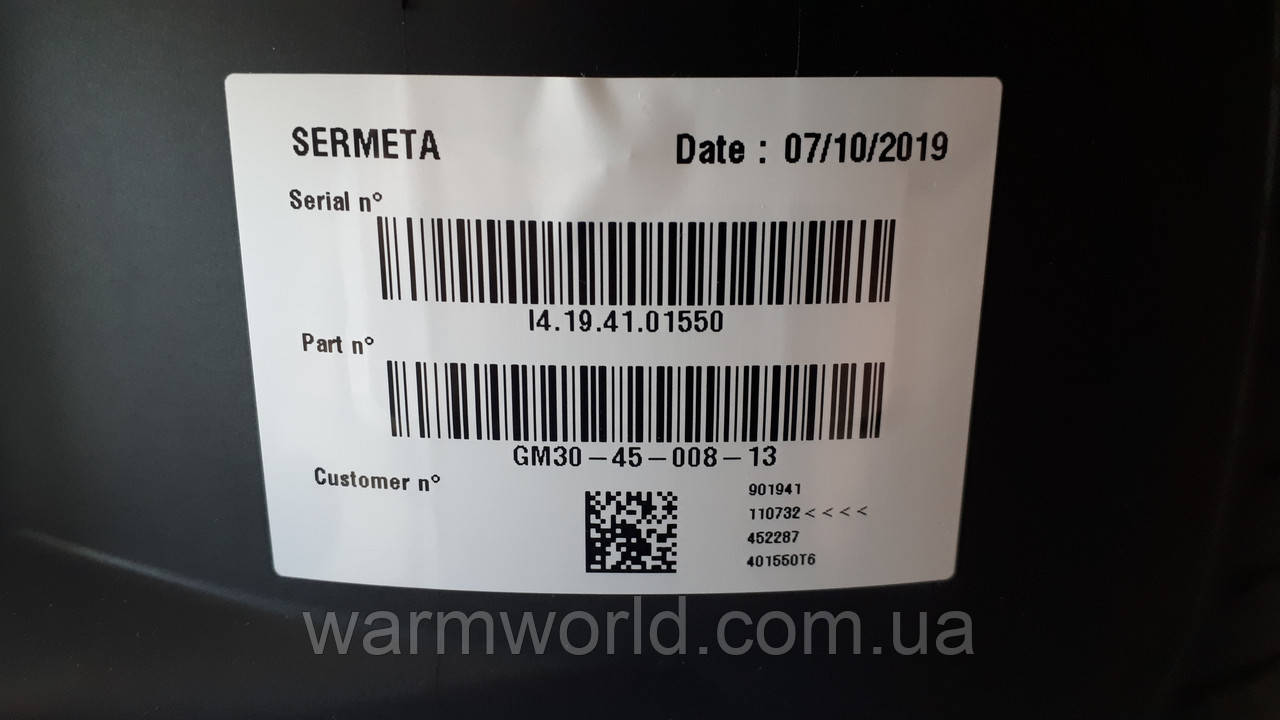 SERMETA
Date : 07/10/2019
Serial n°
I4.19.41.01550
Part n°
GM30-45-008-13
Customer n°
901941
110732<<<<
452287
401550T6
warmworld.com.ua